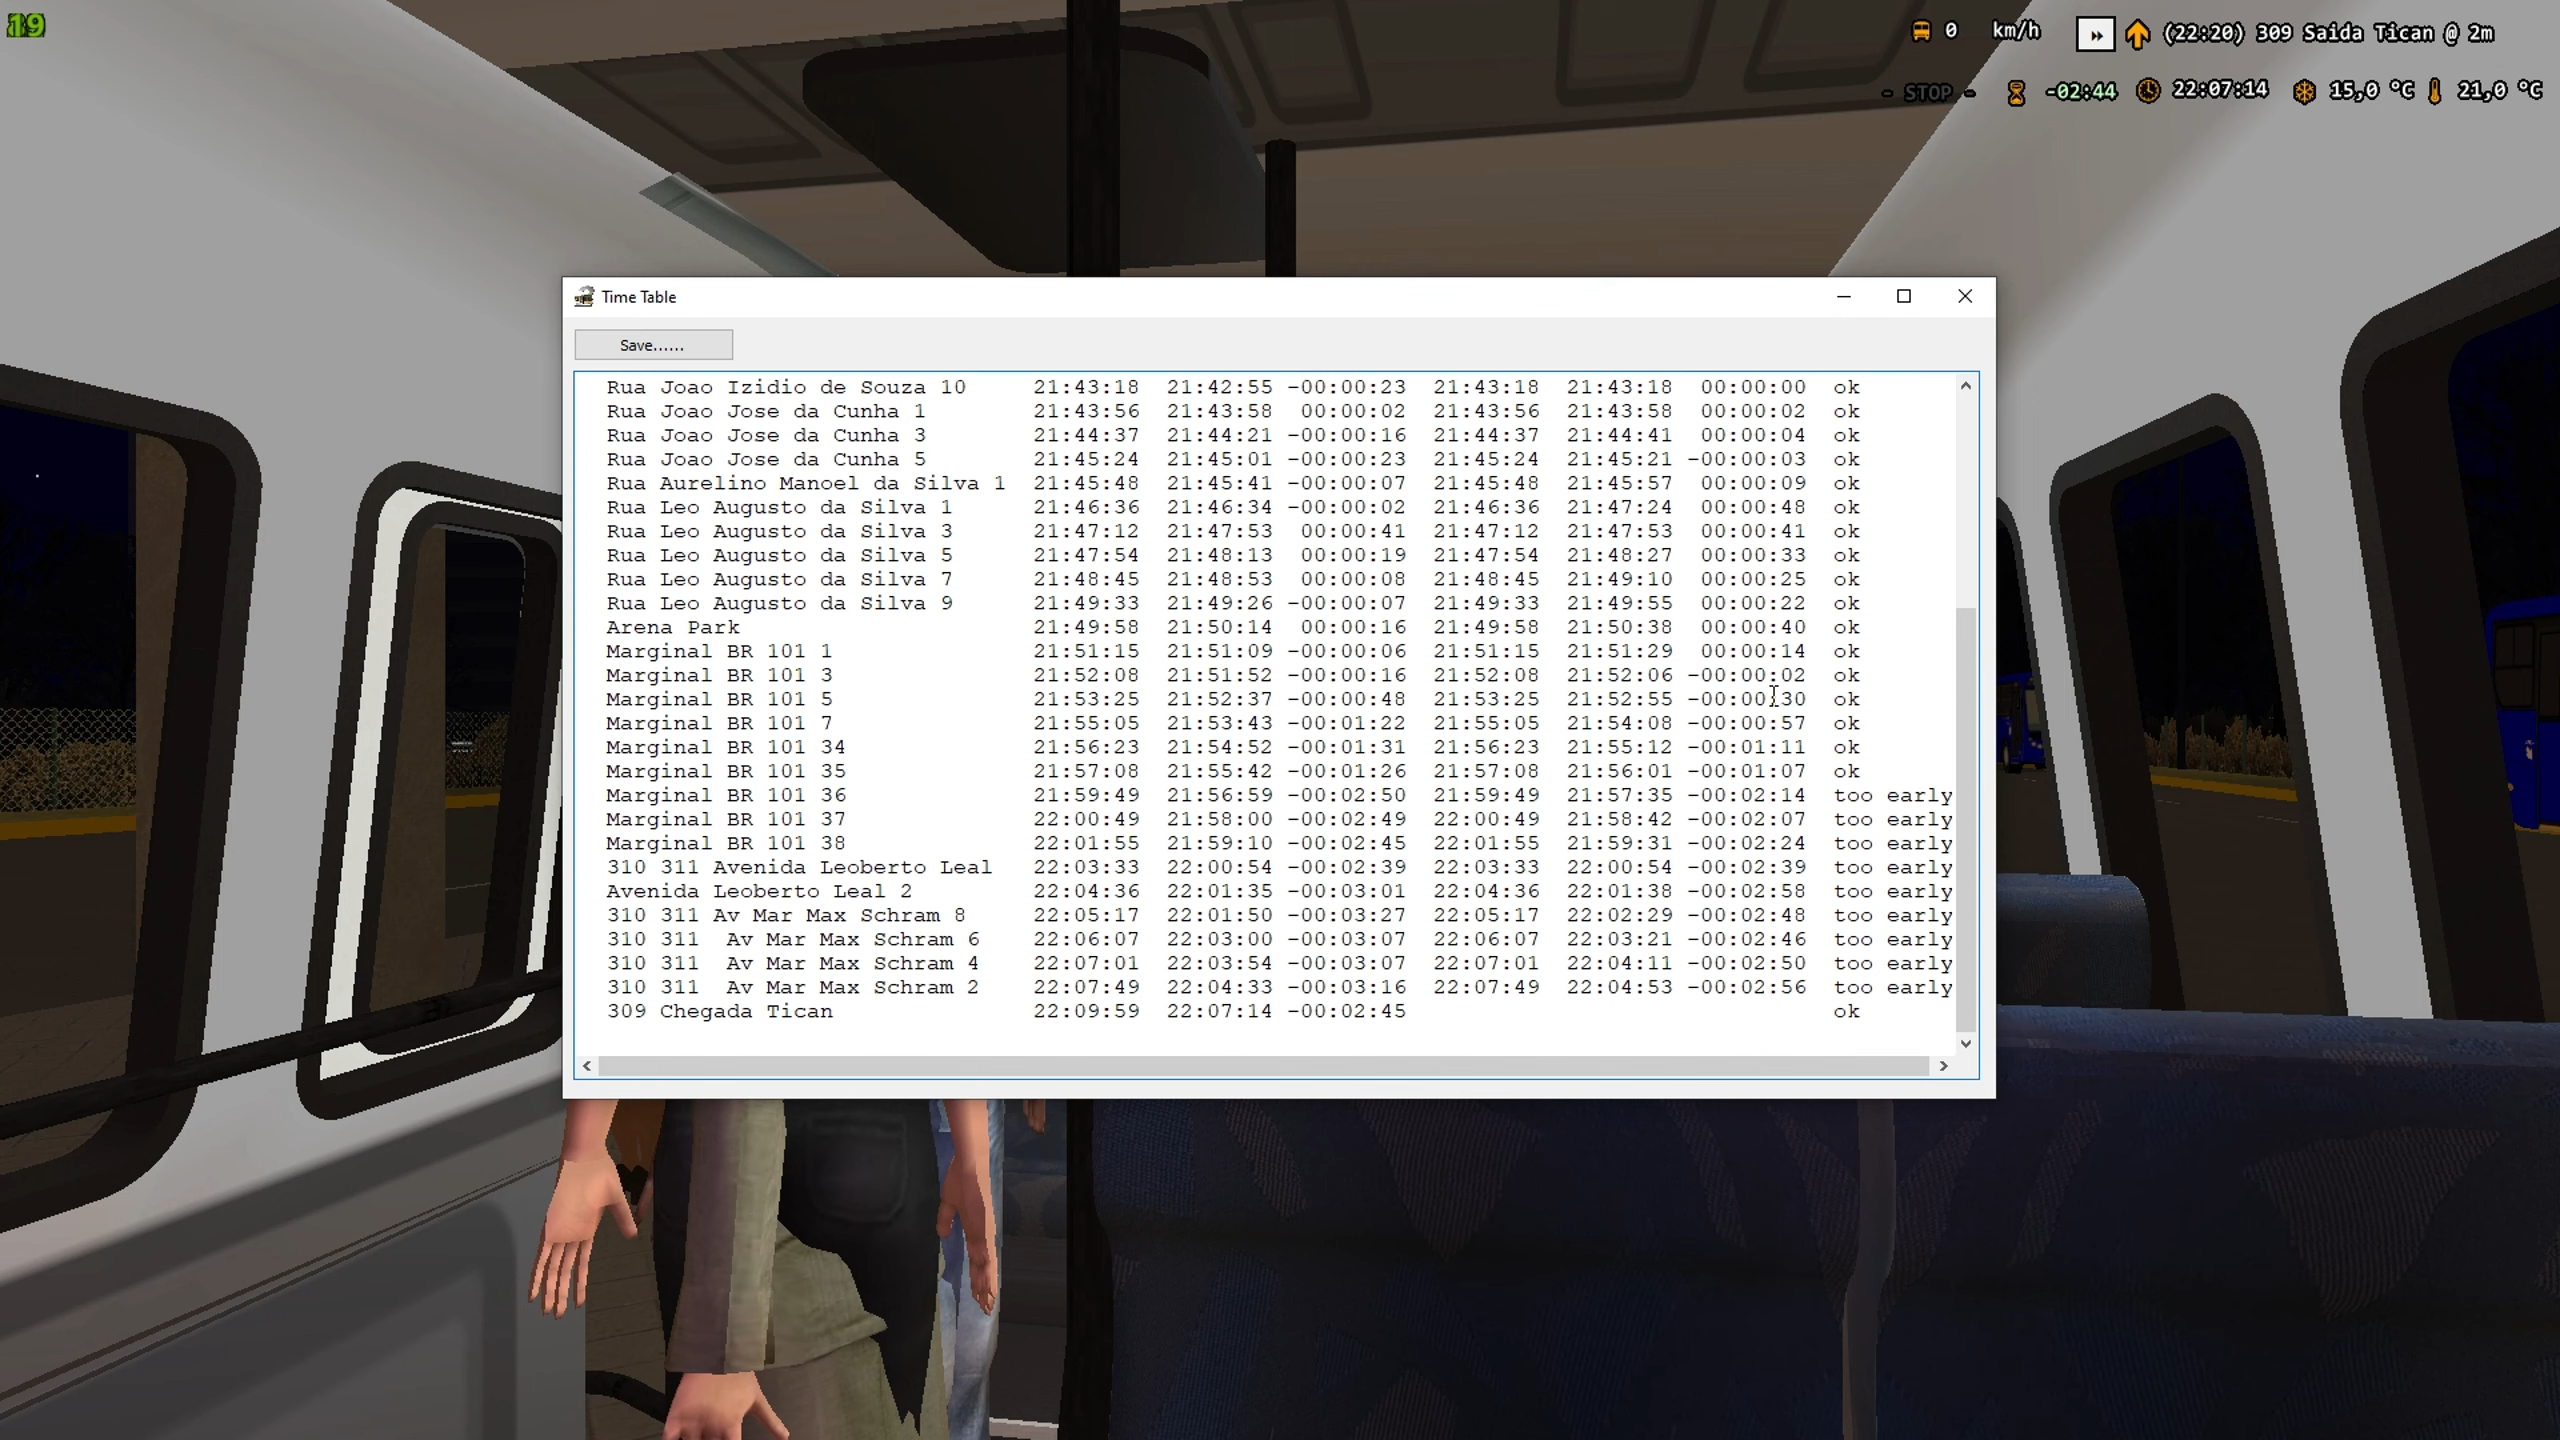 19
0 km/h (22:20) 309 Saida Tican @ 2m
- STOP - -02:44 22:07:14 15,0 °C 21,0 °C
Time Table
Save......
Rua Joao Izidio de Souza 10 21:43:18 21:42:55 -00:00:23 21:43:18 21:43:18 00:00:00 ok
Rua Joao Jose da Cunha 1 21:43:56 21:43:58 00:00:02 21:43:56 21:43:58 00:00:02 ok
Rua Joao Jose da Cunha 3 21:44:37 21:44:21 -00:00:16 21:44:37 21:44:41 00:00:04 ok
Rua Joao Jose da Cunha 5 21:45:24 21:45:01 -00:00:23 21:45:24 21:45:21 -00:00:03 ok
Rua Aurelino Manoel da Silva 1 21:45:48 21:45:41 -00:00:07 21:45:48 21:45:57 00:00:09 ok
Rua Leo Augusto da Silva 1 21:46:36 21:46:34 -00:00:02 21:46:36 21:47:24 00:00:48 ok
Rua Leo Augusto da Silva 3 21:47:12 21:47:53 00:00:41 21:47:12 21:47:53 00:00:41 ok
Rua Leo Augusto da Silva 5 21:47:54 21:48:13 00:00:19 21:47:54 21:48:27 00:00:33 ok
Rua Leo Augusto da Silva 7 21:48:45 21:48:53 00:00:08 21:48:45 21:49:10 00:00:25 ok
Rua Leo Augusto da Silva 9 21:49:33 21:49:26 -00:00:07 21:49:33 21:49:55 00:00:22 ok
Arena Park 21:49:58 21:50:14 00:00:16 21:49:58 21:50:38 00:00:40 ok
Marginal BR 101 1 21:51:15 21:51:09 -00:00:06 21:51:15 21:51:29 00:00:14 ok
Marginal BR 101 3 21:52:08 21:51:52 -00:00:16 21:52:08 21:52:06 -00:00:02 ok
Marginal BR 101 5 21:53:25 21:52:37 -00:00:48 21:53:25 21:52:55 -00:00:30 ok
Marginal BR 101 7 21:55:05 21:53:43 -00:01:22 21:55:05 21:54:08 -00:00:57 ok
Marginal BR 101 34 21:56:23 21:54:52 -00:01:31 21:56:23 21:55:12 -00:01:11 ok
Marginal BR 101 35 21:57:08 21:55:42 -00:01:26 21:57:08 21:56:01 -00:01:07 ok
Marginal BR 101 36 21:59:49 21:56:59 -00:02:50 21:59:49 21:57:35 -00:02:14 too early
Marginal BR 101 37 22:00:49 21:58:00 -00:02:49 22:00:49 21:58:42 -00:02:07 too early
Marginal BR 101 38 22:01:55 21:59:10 -00:02:45 22:01:55 21:59:31 -00:02:24 too early
310 311 Avenida Leoberto Leal 22:03:33 22:00:54 -00:02:39 22:03:33 22:00:54 -00:02:39 too early
Avenida Leoberto Leal 2 22:04:36 22:01:35 -00:03:01 22:04:36 22:01:38 -00:02:58 too early
310 311 Av Mar Max Schram 8 22:05:17 22:01:50 -00:03:27 22:05:17 22:02:29 -00:02:48 too early
310 311 Av Mar Max Schram 6 22:06:07 22:03:00 -00:03:07 22:06:07 22:03:21 -00:02:46 too early
310 311 Av Mar Max Schram 4 22:07:01 22:03:54 -00:03:07 22:07:01 22:04:11 -00:02:50 too early
310 311 Av Mar Max Schram 2 22:07:49 22:04:33 -00:03:16 22:07:49 22:04:53 -00:02:56 too early
309 Chegada Tican 22:09:59 22:07:14 -00:02:45 ok